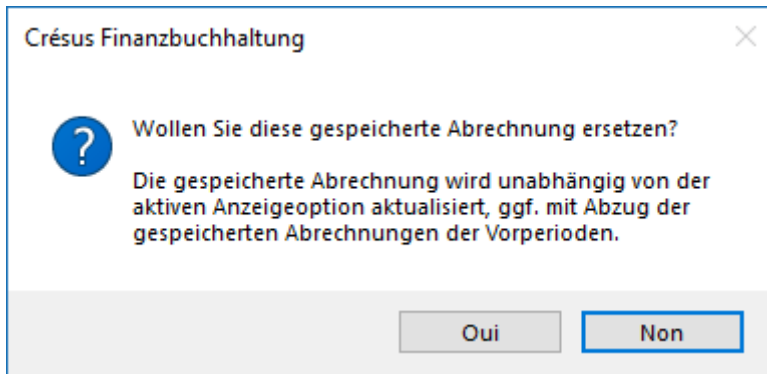 Crésus Finanzbuchhaltung
Wollen Sie diese gespeicherte Abrechnung ersetzen?
Die gespeicherte Abrechnung wird unabhängig von der
aktiven Anzeigeoption aktualisiert, ggf. mit Abzug der
gespeicherten Abrechnungen der Vorperioden.
Oui
Non